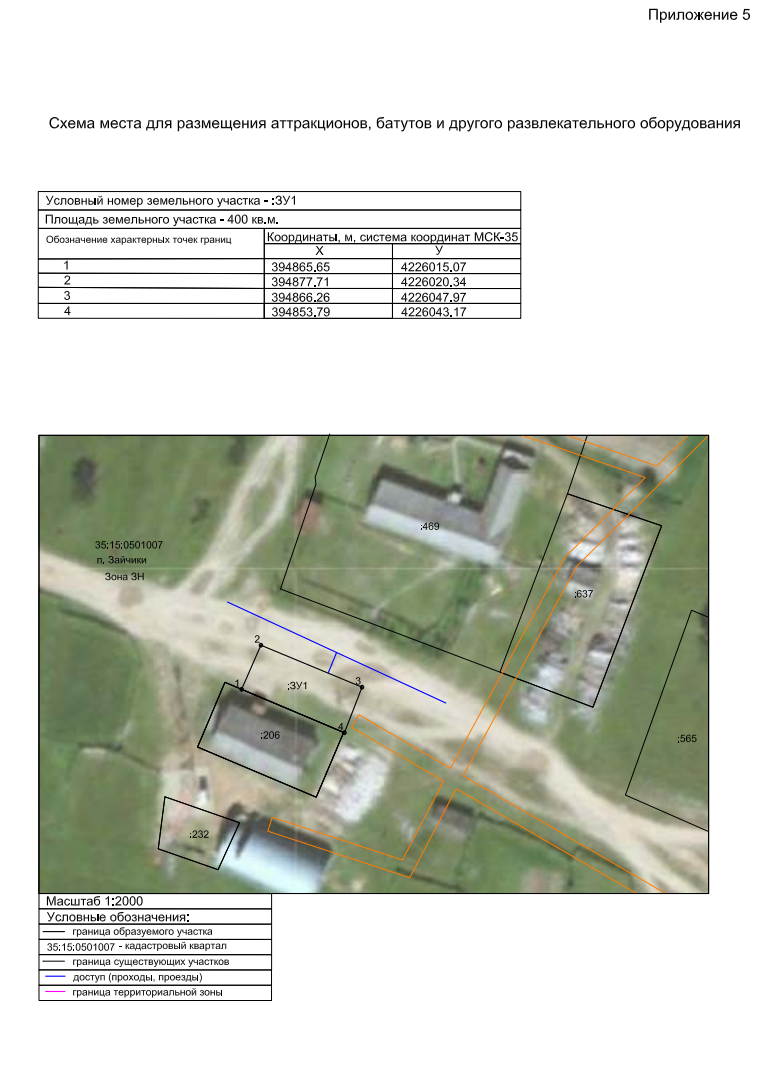 Приложение 5
Схема места для размещения аттракционов, батутов и другого развлекательного оборудования
Условный номер земельного участка - :ЗУ1
Площадь земельного участка - 400 кв.м.
Обозначение характерных точек границ
Координаты, м, система координат МСК-35
Х У
1 394865.65 4226015.07
2 394877.71 4226020.34
3 394866.26 4226047.97
4 394853.79 4226043.17
:469
35:15:0501007
п. Зайчики
Зона ЗН
:637
2
1
:ЗУ1
3
4
:206
:565
:232
Масштаб 1:2000
Условные обозначения:
граница образуемого участка
35:15:0501007 - кадастровый квартал
граница существующих участков
доступ (проходы, проезды)
граница территориальной зоны